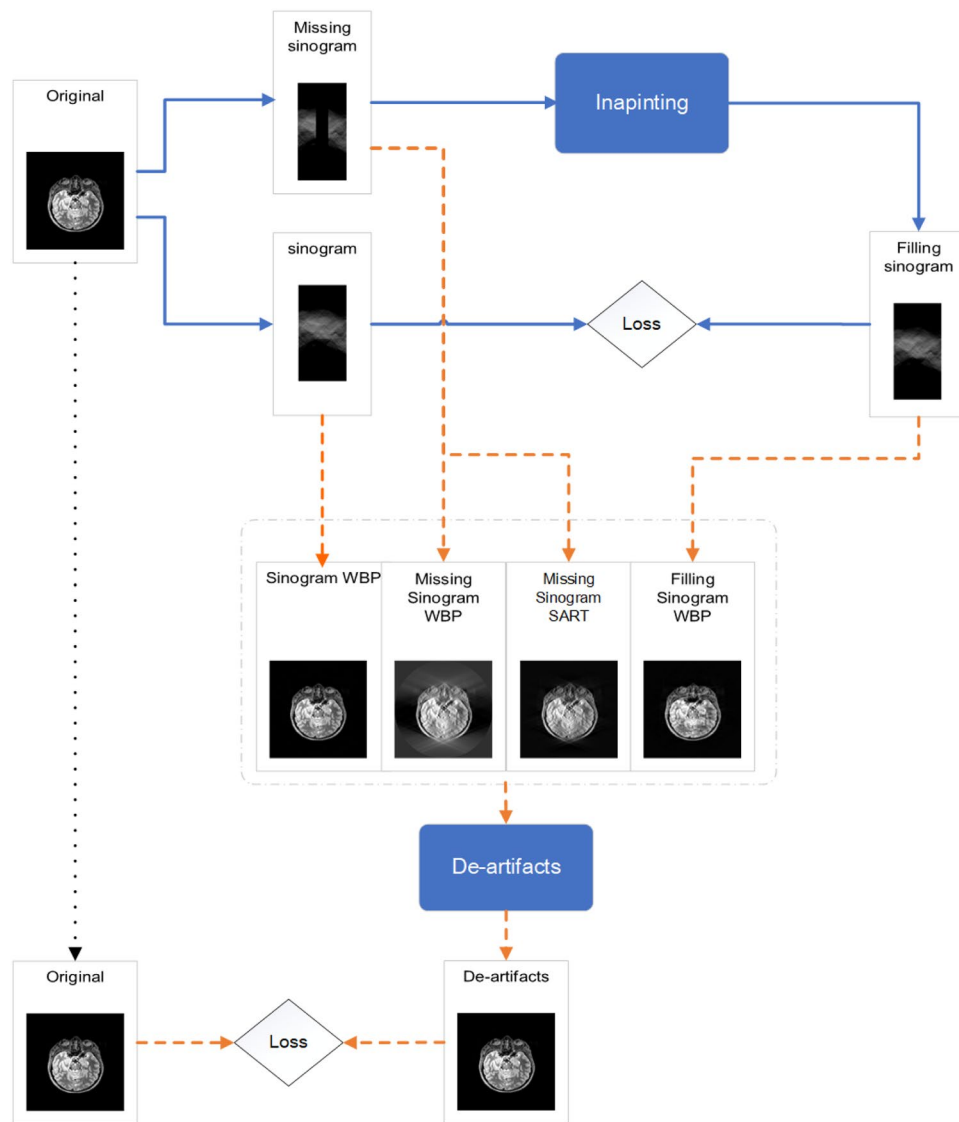 Missing
sinogram
Original
Inapinting
sinogram
Filling
sinogram
Loss
Sinogram WBP
Missing
Sinogram
WBP
Missing
Sinogram
SART
Filling
Sinogram
WBP
De-artifacts
Original
De-artifacts
Loss